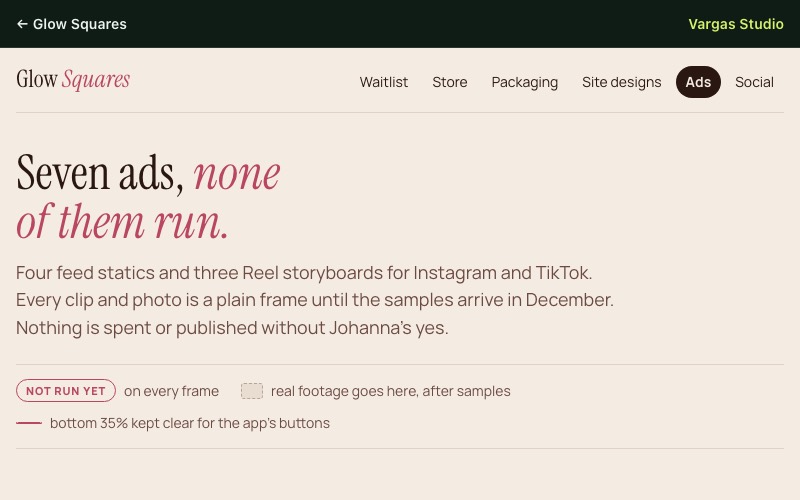 ← Glow Squares
Vargas Studio
Glow Squares
Waitlist
Store
Packaging
Site designs
Ads
Social
Seven ads, none
of them run.
Four feed statics and three Reel storyboards for Instagram and TikTok.
Every clip and photo is a plain frame until the samples arrive in December.
Nothing is spent or published without Johanna’s yes.
NOT RUN YET
on every frame
real footage goes here, after samples
bottom 35% kept clear for the app’s buttons